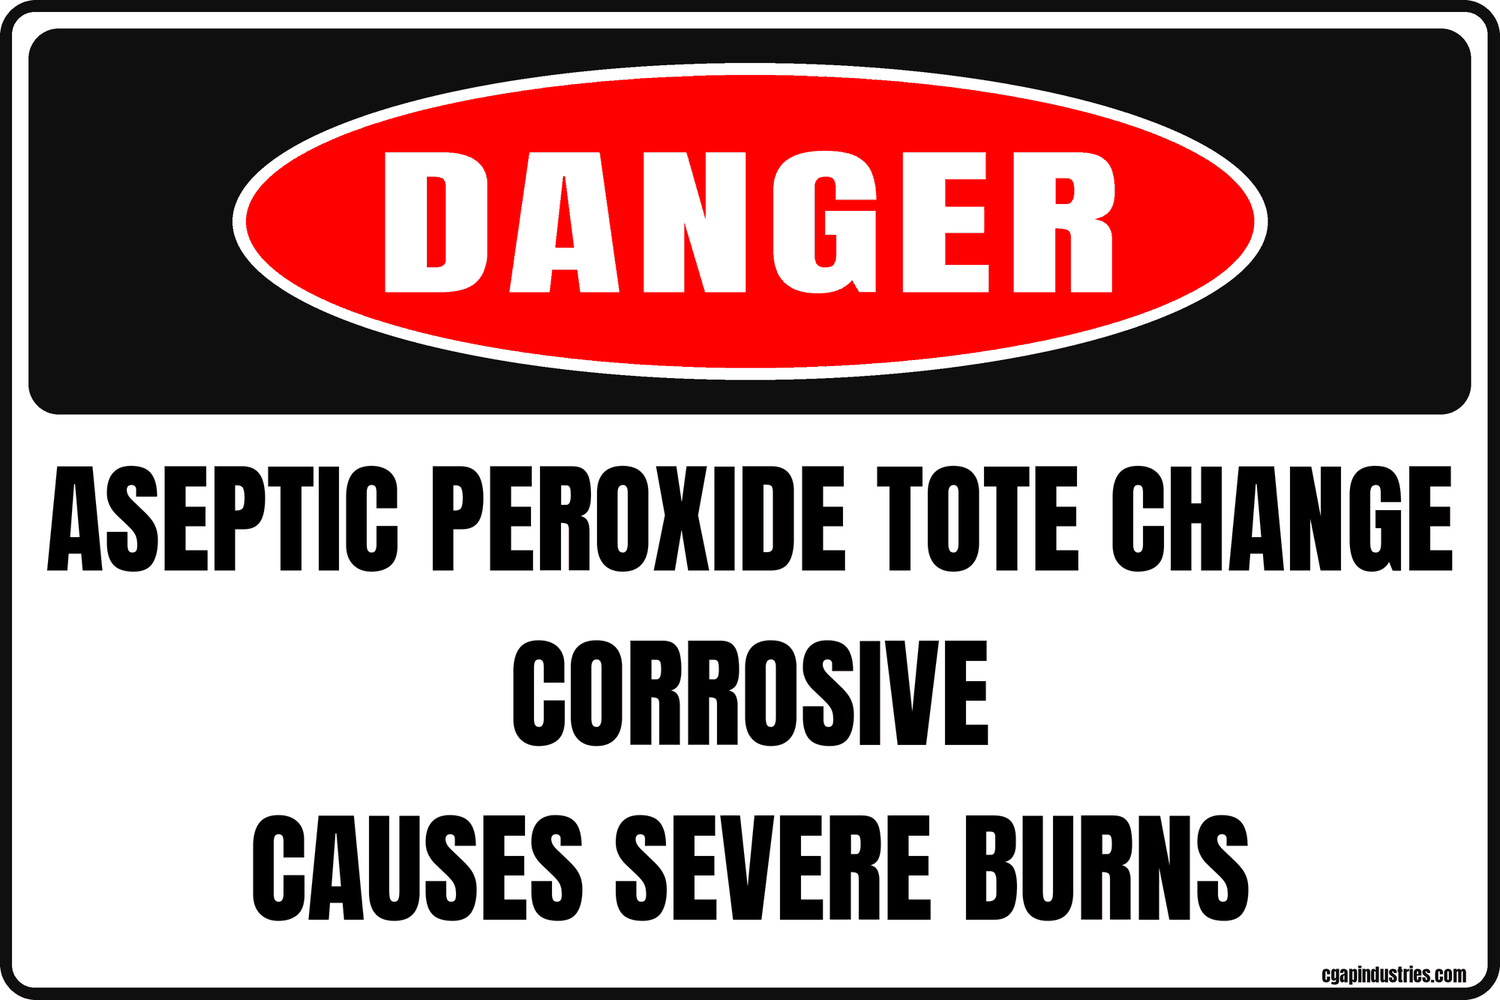 DANGER
ASEPTIC PEROXIDE TOTE CHANGE
CORROSIVE
CAUSES SEVERE BURNS
cgapindustries.com